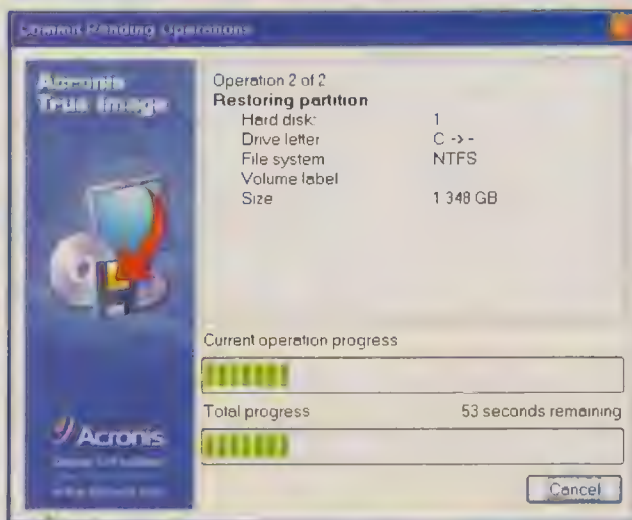 Commit Pending Operations
Acronis
True Image
Operation 2 of 2
Restoring partition
Hard disk: 1
Drive letter C -> -
File system NTFS
Volume label
Size 1 348 GB
Current operation progress
Total progress 53 seconds remaining
Acronis
Cancel